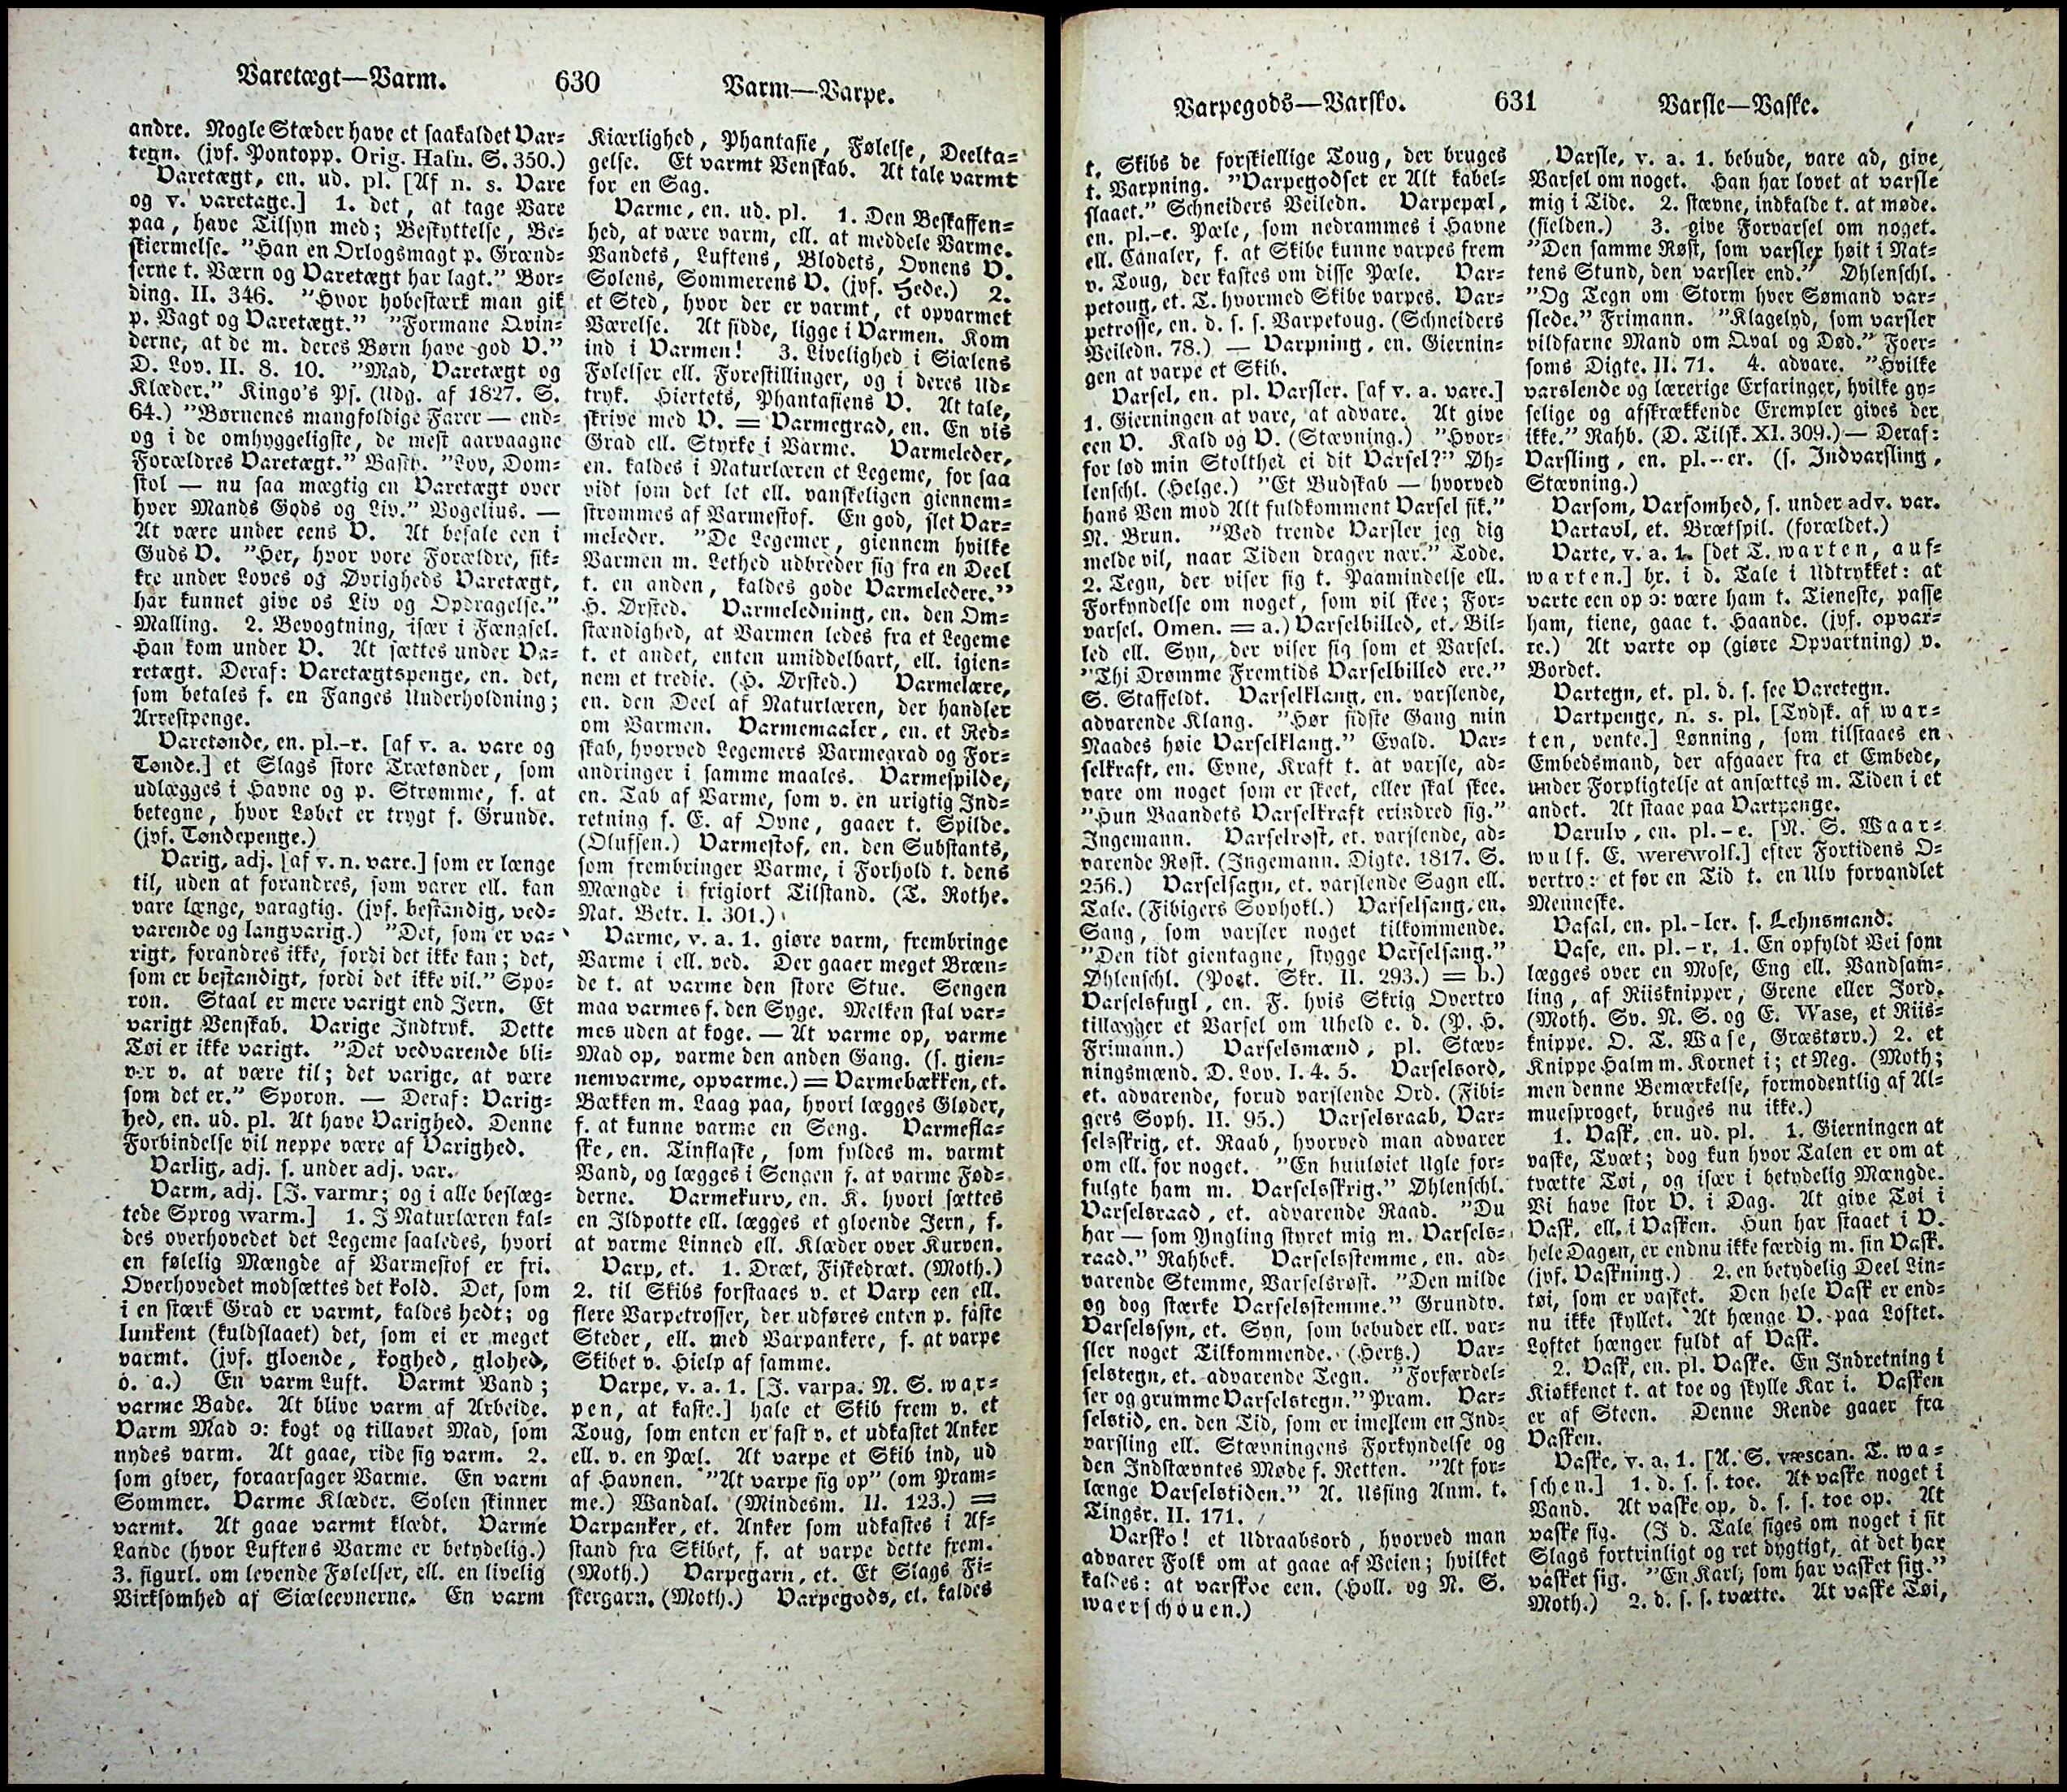 Varetægt—Varm.
630
Varm—Varpe.
andre. Nogle Stæder have et saakaldet Var-
tegn. (jvf. Pontopp. Orig. Hafn. S. 350.)
Varetægt, en. ud. pl. [Af n. s. Vare
og v. varetage.] 1. det, at tage Vare
paa, have Tilsyn med; Beskyttelse, Be-
skiermelse. "Han en Orlogsmagt p. Grænd-
serne t. Værn og Varetægt har lagt." Bor-
ding. II. 346. "Hvor hobestærk man gik
p. Vagt og Varetægt." "Formane Qvin-
derne, at de m. deres Børn have god V."
D. Lov. II. 8. 10. "Mad, Varetægt og
Klæder." Kingo's Ps. (Udg. af 1827. S.
64.) "Børnenes mangfoldige Farer — end-
og i de omhyggeligste, de mest aarvaagne
Forældres Varetægt." Basth. "Lov, Dom-
stol — nu saa mægtig en Varetægt over
hver Mands Gods og Liv." Bogelius. —
At være under eens V. At befale een i
Guds V. "Her, hvor vore Forældre, sik-
kre under Loves og Øvrigheds Varetægt,
har kunnet give os Liv og Opdragelse."
Malling. 2. Bevogtning, især i Fængsel.
Han kom under V. At sættes under Va-
retægt. Deraf: Varetægtspenge, en. det,
som betales f. en Fanges Underholdning;
Arrestpenge.
Varetønde, en. pl.-r. [af v. a. vare og
Tønde.] et Slags store Trætønder, som
udlægges i Havne og p. Strømme, f. at
betegne, hvor Løbet er trygt f. Grunde.
(jvf. Tøndepenge.)
Varig, adj. [af v. n. vare.] som er længe
til, uden at forandres, som varer ell. kan
vare længe, varagtig. (jvf. bestandig, ved-
varende og langvarig.) "Det, som er va-
rigt, forandres ikke, fordi det ikke kan; det,
som er bestandigt, fordi det ikke vil." Spo-
ron. Staal er mere varigt end Jern. Et
varigt Venskab. Varige Indtryk. Dette
Tøi er ikke varigt. "Det vedvarende bli-
ver v. at være til; det varige, at være
som det er." Sporon. — Deraf: Varig-
hed, en. ud. pl. At have Varighed. Denne
Forbindelse vil neppe være af Varighed.
Varlig, adj. s. under adj. var.
Varm, adj. [J. varmr; og i alle beslæg-
tede Sprog warm.] 1. J Naturlæren kal-
des overhovedet det Legeme saaledes, hvori
en følelig Mængde af Varmestof er fri.
Overhovedet modsættes det kold. Det, som
i en stærk Grad er varmt, kaldes hedt; og
lunkent (kuldslaaet) det, som ei er meget
varmt. (jvf. gloende, koghed, glohed,
o. a.) En varm Luft. Varmt Vand;
varme Bade. At blive varm af Arbeide.
Varm Mad ɔ: kogt og tillavet Mad, som
nydes varm. At gaae, ride sig varm. 2.
som giver, foraarsager Varme. En varm
Sommer. Varme Klæder. Solen skinner
varmt. At gaae varmt klædt. Varme
Lande (hvor Luftens Varme er betydelig.)
3. figurl. om levende Følelser, ell. en livelig
Virksomhed af Siæleevnerne. En varm
Kiærlighed, Phantasie, Følelse, Deelta-
gelse. Et varmt Venskab. At tale varmt
for en Sag.
Varme, en. ud. pl. 1. Den Beskaffen-
hed, at være varm, ell. at meddele Varme.
Vandets, Luftens, Blodets, Ovnens V.
Solens, Sommerens V. (jvf. Hede.) 2.
et Sted, hvor der er varmt, et opvarmet
Værelse. At sidde, ligge i Varmen. Kom
ind i Varmen! 3. Livelighed i Siælens
Følelser ell. Forestillinger, og i deres Ud-
tryk. Hiertets, Phantasiens V. At tale,
skrive med V. = Varmegrad, en. En vis
Grad ell. Styrke i Varme. Varmeleder,
en. kaldes i Naturlæren et Legeme, for saa
vidt som det let ell. vanskeligen giennem-
strømmes af Varmestof. En god, slet Var-
meleder. "De Legemer, giennem hvilke
Varmen m. Lethed udbreder sig fra en Deel
t. en anden, kaldes gode Varmeledere."
H. Ørsted. Varmeledning, en. den Om-
stændighed, at Varmen ledes fra et Legeme
t. et andet, enten umiddelbart, ell. igien-
nem et tredie. (H. Ørsted.) Varmelære,
en. den Deel af Naturlæren, der handler
om Varmen. Varmemaaler, en. et Red-
skab, hvorved Legemers Varmegrad og For-
andringer i samme maales. Varmespilde,
en. Tab af Varme, som v. en urigtig Ind-
retning f. E. af Ovne, gaaer t. Spilde.
(Olufsen.) Varmestof, en. den Substants,
som frembringer Varme, i Forhold t. dens
Mængde i frigiort Tilstand. (T. Rothe.
Nat. Betr. I. 301.)
Varme, v. a. 1. giøre varm, frembringe
Varme i ell. ved. Der gaaer meget Bræn-
de t. at varme den store Stue. Sengen
maa varmes f. den Syge. Melken skal var-
mes uden at koge. — At varme op, varme
Mad op, varme den anden Gang. (s. gien-
nemvarme, opvarme.) = Varmebækken, et.
Bækken m. Laag paa, hvori lægges Gløder,
f. at kunne varme en Seng. Varmefla-
ske, en. Tinflaske, som fyldes m. varmt
Vand, og lægges i Sengen f. at varme Fød-
derne. Varmekurv, en. K. hvori sættes
en Ildpotte ell. lægges et gloende Jern, f.
at varme Linned ell. Klæder over Kurven.
Varp, et. 1. Dræt, Fiskedræt. (Moth.)
2. til Skibs forstaaes v. et Varp een ell.
flere Varpetrosser, der udføres enten p. faste
Steder, ell. med Varpankere, f. at varpe
Skibet v. Hielp af samme.
Varpe, v. a. 1. [J. varpa. N. S. war-
pen, at kaste.] hale et Skib frem v. et
Toug, som enten er fast v. et udkastet Anker
ell. v. en Pæl. At varpe et Skib ind, ud
af Havnen. "At varpe sig op" (om Pram-
me.) Wandal. (Mindesm. II. 123.) =
Varpanker, et. Anker som udkastes i Af-
stand fra Skibet, f. at varpe dette frem.
(Moth.) Varpegarn, et. Et Slags Fi-
skergarn. (Moth.) Varpegods, et. kaldes
Varpegods—Varsko.
631
Varsle—Vaske.
t. Skibs de forskiellige Toug, der bruges
t. Varpning. "Varpegodset er Alt kabel-
slaaet." Schneiders Veiledn. Varpepæl,
en. pl.-e. Pæle, som nedrammes i Havne
ell. Canaler, f. at Skibe kunne varpes frem
v. Toug, der kastes om disse Pæle. Var-
petoug, et. T. hvormed Skibe varpes. Var-
petrosse, en. d. s. s. Varpetoug. (Schneiders
Veiledn. 78.) — Varpning, en. Giernin-
gen at varpe et Skib.
Varsel, en. pl. Varsler. [af v. a. vare.]
1. Gierningen at vare, at advare. At give
een V. Kald og V. (Stævning.) "Hvor-
for lød min Stolthei ei dit Varsel?" Øh-
lenschl. (Helge.) "Et Budskab — hvorved
hans Ven mod Alt fuldkomment Varsel fik."
N. Brun. "Ved trende Varsler jeg dig
melde vil, naar Tiden drager nær." Tode.
2. Tegn, der viser sig t. Paamindelse ell.
Forkyndelse om noget, som vil skee; For-
varsel. Omen. = a.) Varselbilled, et. Bil-
led ell. Syn, der viser sig som et Varsel.
"Thi Drømme Fremtids Varselbilled ere."
S. Staffeldt. Varselklang, en. varslende,
advarende Klang. "Hør sidste Gang min
Naades høie Varselklang." Evald. Var-
selkraft, en. Evne, Kraft t. at varsle, ad-
vare om noget som er skeet, eller skal skee.
"Hun Baandets Varselkraft erindred sig."
Ingemann. Varselrøst, et. varslende, ad-
varende Røst. (Ingemann. Digte. 1817. S.
256.) Varselsagn, et. varslende Sagn ell.
Tale. (Fibigers Sophokl.) Varselsang, en.
Sang, som varsler noget tilkommende.
"Den tidt gientagne, stygge Varselsang."
Øhlenschl. (Poet. Skr. II. 293.) = b.)
Varselsfugl, en. F. hvis Skrig Overtro
tillægger et Varsel om Uheld e. d. (P. H.
Frimann.) Varselsmænd, pl. Stæv-
ningsmænd. D. Lov. I. 4. 5. Varselsord,
et. advarende, forud varslende Ord. (Fibi-
gers Soph. II. 95.) Varselsraab, Var-
selsskrig, et. Raab, hvorved man advarer
om ell. for noget. "En huuløiet Ugle for-
fulgte ham m. Varselsskrig." Øhlenschl.
Varselsraad, et. advarende Raad. "Du
har — som Yngling styret mig m. Varsels-
raad." Rahbek. Varselsstemme, en. ad-
varende Stemme, Varselsrøst. "Den milde
og dog stærke Varselsstemme." Grundtv.
Varselssyn, et. Syn, som bebuder ell. var-
sler noget Tilkommende. (Hertz.) Var-
selstegn, et. advarende Tegn. "Forfærdel-
ser og grumme Varselstegn." Pram. Var-
selstid, en. den Tid, som er imellem en Ind-
varsling ell. Stævningens Forkyndelse og
den Indstævntes Møde f. Retten. "At for-
længe Varselstiden." A. Ussing Anm. t.
Tingsr. II. 171.
Varsko! et Udraabsord, hvorved man
advarer Folk om at gaae af Veien; hvilket
kaldes: at varskoe een. (Holl. og N. S.
waerschouen.)
Varsle, v. a. 1. bebude, vare ad, give
Varsel om noget. Han har lovet at varsle
mig i Tide. 2. stævne, indkalde t. at møde.
(sielden.) 3. give Forvarsel om noget.
"Den samme Røst, som varsler høit i Nat-
tens Stund, den varsler end." Øhlenschl.
"Og Tegn om Storm hver Sømand var-
slede." Frimann. "Klagelyd, som varsler
vildfarne Mand om Qval og Død." Foer-
soms Digte. II. 71. 4. advare. "Hvilke
varslende og lærerige Erfaringer, hvilke gy-
selige og afskrækkende Exempler gives der
ikke." Rahb. (D. Tilsk. XI. 309.) — Deraf:
Varsling, en. pl.-er. (s. Indvarsling,
Stævning.)
Varsom, Varsomhed, s. under adv. var.
Vartavl, et. Brætspil. (forældet.)
Varte, v. a. 1. [det T. warten, auf-
warten.] br. i d. Tale i Udtrykket: at
varte een op ɔ: være ham t. Tieneste, passe
ham, tiene, gaae t. Haande. (jvf. opvar-
te.) At varte op (giøre Opvartning) v.
Bordet.
Vartegn, et. pl. d. s. see Varetegn.
Vartpenge, n. s. pl. [Tydsk. af war-
ten, vente.] Lønning, som tilstaaes en
Embedsmand, der afgaaer fra et Embede,
under Forpligtelse at ansættes m. Tiden i et
andet. At staae paa Vartpenge.
Varulv, en. pl.-e. [N. S. Waar-
wulf. E. werewolf.] efter Fortidens O-
vertro: et for en Tid t. en Ulv forvandlet
Menneske.
Vasal, en. pl.-ler. s. Lehnsmand.
Vase, en. pl.-r. 1. En opfyldt Vei som
lægges over en Mose, Eng ell. Vandsam-
ling, af Riisknipper, Grene eller Jord.
(Moth. Sv. N. S. og E. Wase, et Riis-
knippe. O. T. Wase, Græstørv.) 2. et
Knippe Halm m. Kornet i; et Neg. (Moth;
men denne Bemærkelse, formodentlig af Al-
muesproget, bruges nu ikke.)
1. Vask, en. ud. pl. 1. Gierningen at
vaske, Tvæt; dog kun hvor Talen er om at
tvætte Tøi, og især i betydelig Mængde.
Vi have stor V. i Dag. At give Tøi i
Vask, ell. i Vasken. Hun har staaet i V.
hele Dagen, er endnu ikke færdig m. sin Vask.
(jvf. Vaskning.) 2. en betydelig Deel Lin-
tøi, som er vasket. Den hele Vask er end-
nu ikke skyllet. At hænge V. paa Loftet.
Loftet hænger fuldt af Vask.
2. Vask, en. pl. Vaske. En Indretning i
Kiøkkenet t. at toe og skylle Kar i. Vasken
er af Steen. Denne Rende gaaer fra
Vasken.
Vaske, v. a. 1. [A. S. væscan. T. wa-
schen.] 1. d. s. s. toe. At vaske noget i
Vand. At vaske op, d. s. s. toe op. At
vaske sig. (I d. Tale siges om noget i sit
Slags fortrinligt og ret dygtigt, at det har
vasket sig. "En Karl, som har vasket sig."
Moth.) 2. d. s. s. tvætte. At vaske Tøi,